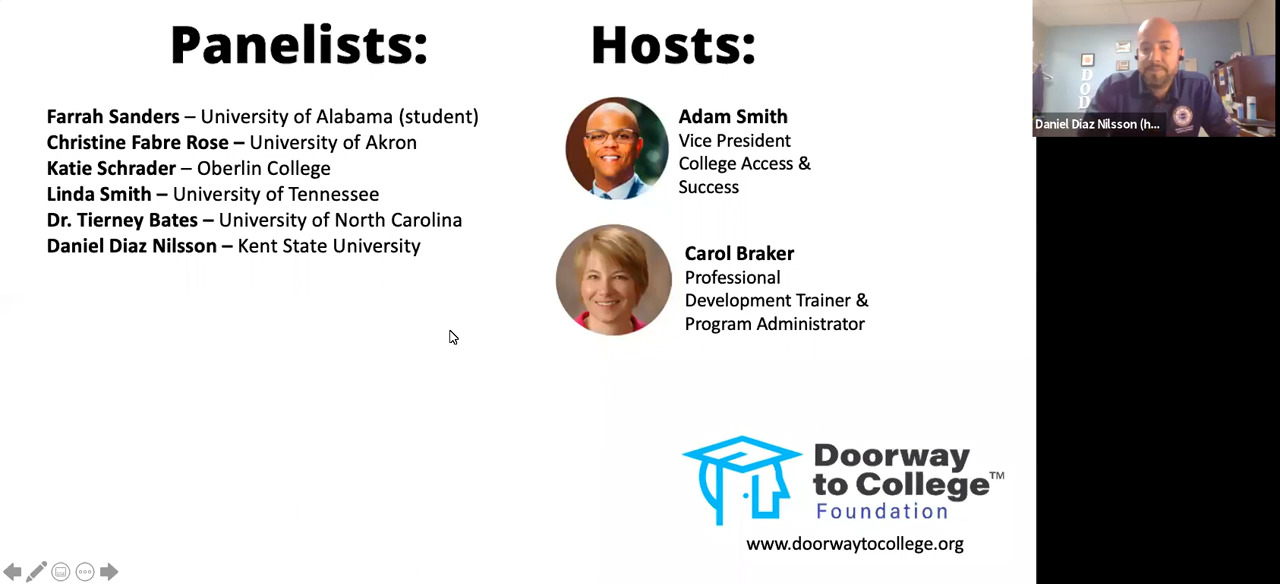 Panelists:
Farrah Sanders – University of Alabama (student)
Christine Fabre Rose – University of Akron
Katie Schrader – Oberlin College
Linda Smith – University of Tennessee
Dr. Tierney Bates – University of North Carolina
Daniel Diaz Nilsson – Kent State University
Hosts:
Adam Smith
Vice President
College Access &
Success
Carol Braker
Professional
Development Trainer &
Program Administrator
Doorway
to College™
Foundation
www.doorwaytocollege.org
Daniel Diaz Nilsson (h...